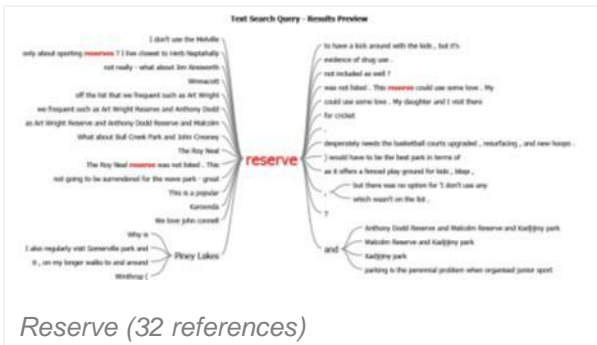 Text Search Query - Results Preview
I don't use the Melville
only about sporting reserves ? I live closest to Herb
not really - what about Jim Ainsworth
Winnacott
off the list that we frequent such as Art Wright
we frequent such as Art Wright Reserve and Anthony Dodd
as Art Wright Reserve and Anthony Dodd Reserve and Malcolm
What about Bull Creek Park and John Creaney
The Roy Neal
The Roy Neal reserve was not listed . This
not going to be surrendered for the wave park - great
This is a popular
Karoonda
We love john connell
Why is
I also regularly visit Somerville park and
it , on my longer walks to and around
Winthrop (
Piney Lakes
reserve
to have a kick around with the kids , but it's
evidence of drug use .
not included as well ?
was not listed . This reserve could use some love . My
could use some love . My daughter and I visit there
for cricket
.
desperately needs the basketball courts upgraded , resurfacing , and new hoops .
) would have to be the best park in terms of
as it offers a fenced play ground for kids , bbqs ,
,
but there was no option for 'I don't use any
which wasn't on the list .
?
and
Anthony Dodd Reserve and Malcolm Reserve and Kadjijiny park
Malcolm Reserve and Kadjijiny park
Kadjijiny park
parking is the perennial problem when organised junior sport
Reserve (32 references)